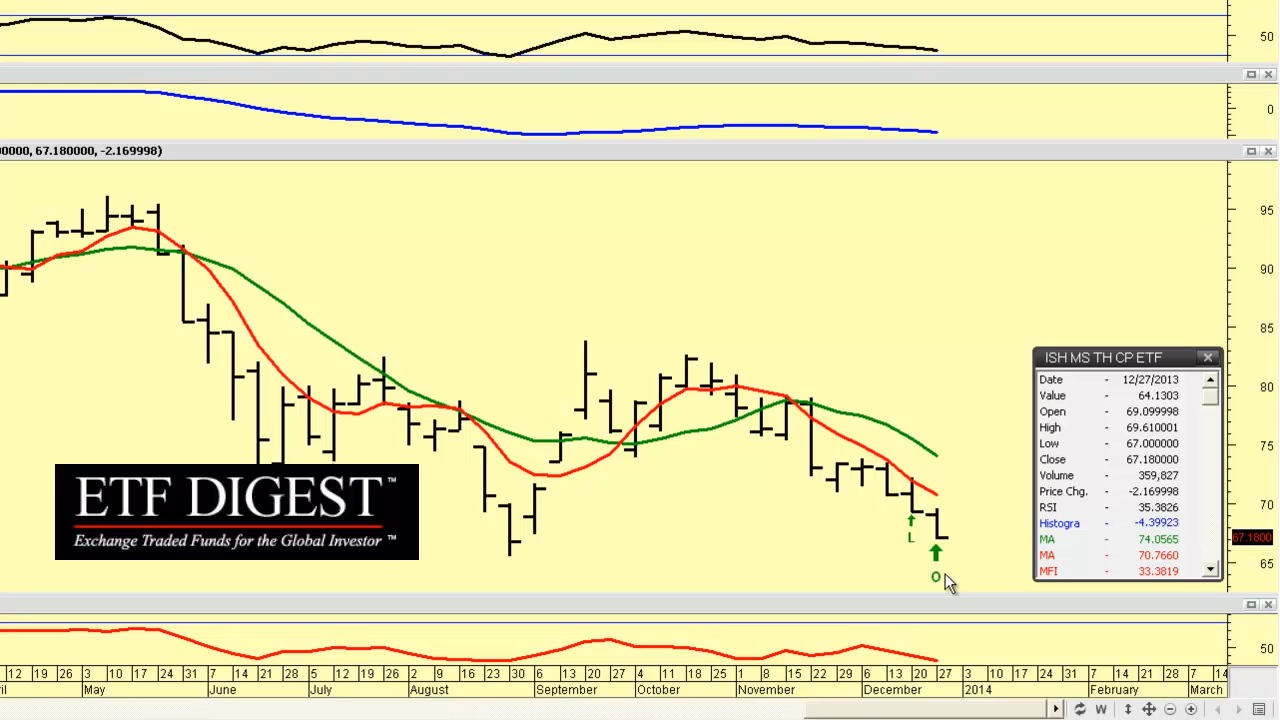 50
0
00000, 67.180000, -2.169998)
95
90
85
80
75
70
67.1800
65
ISH MS TH CP ETF
Date - 12/27/2013
Value - 64.1303
Open - 69.099998
High - 69.610001
Low - 67.000000
Close - 67.180000
Volume - 359,827
Price Chg. - -2.169998
RSI - 35.3826
Histogra - -4.39923
MA - 74.0565
MA - 70.7660
MFI - 33.3819
ETF DIGEST™
Exchange Traded Funds for the Global Investor ™
L
O
50
12 19 26 3 10 17 24 31 7 14 21 28 5 12 19 26 2 9 16 23 30 6 13 20 27 4 11 18 25 1 8 15 22 29 6 13 20 27 3 10 17 24 31 7 14 21 28 7 14
il May June July August September October November December 2014 February March
W